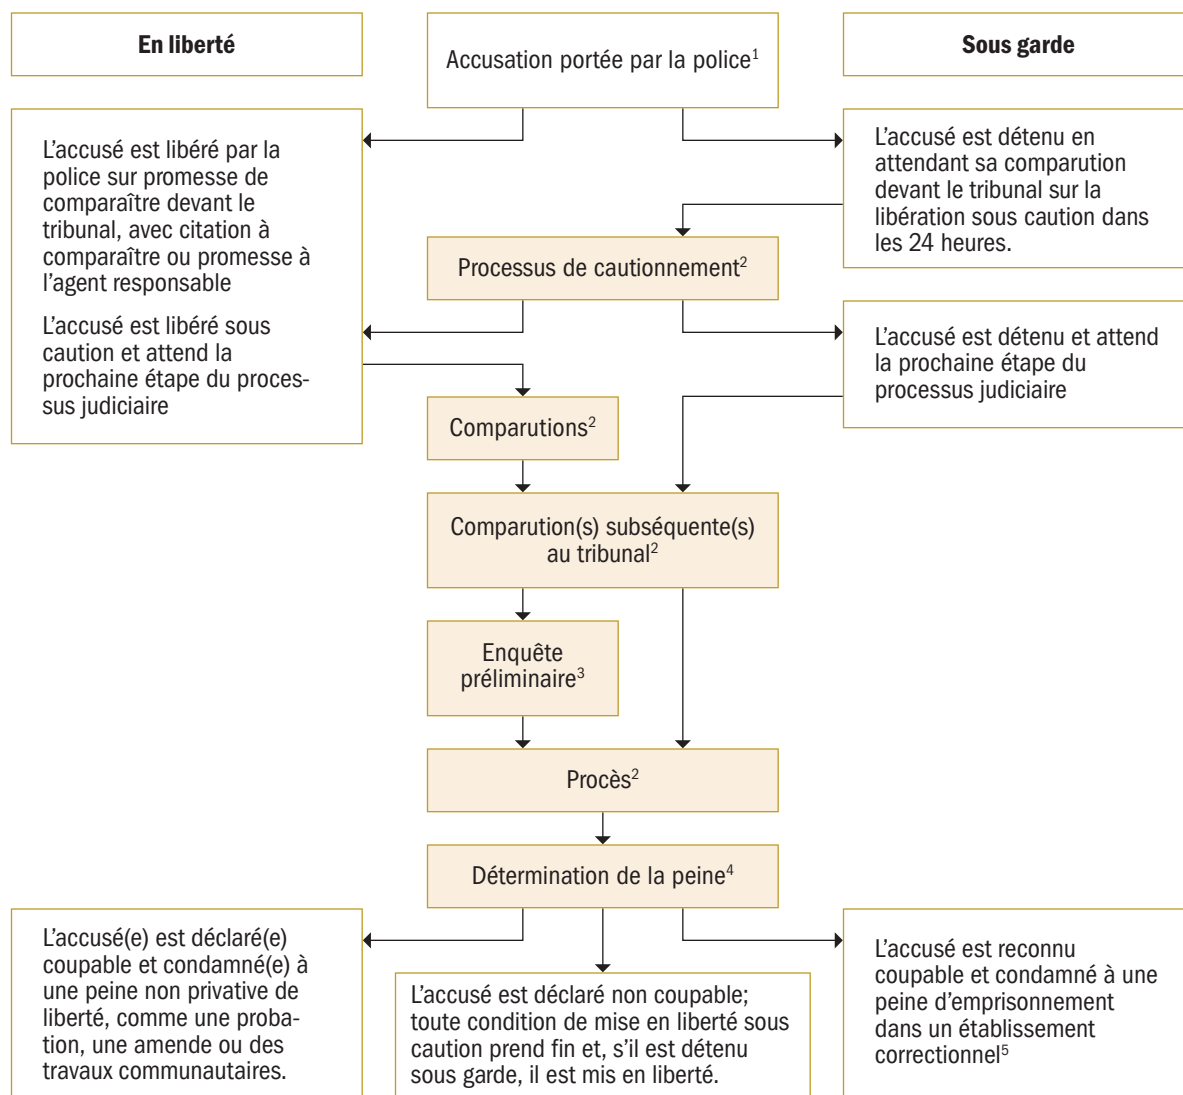 En liberté
Accusation portée par la police¹
Sous garde
L'accusé est libéré par la
police sur promesse de
comparaître devant le
tribunal, avec citation à
comparaître ou promesse à
l'agent responsable
L'accusé est libéré sous
caution et attend la
prochaine étape du proces-
sus judiciaire
L'accusé est détenu en
attendant sa comparution
devant le tribunal sur la
libération sous caution dans
les 24 heures.
Processus de cautionnement²
L'accusé est détenu et attend
la prochaine étape du
processus judiciaire
Comparutions²
Comparution(s) subséquente(s)
au tribunal²
Enquête
préliminaire³
Procès²
Détermination de la peine⁴
L'accusé(e) est déclaré(e)
coupable et condamné(e) à
une peine non privative de
liberté, comme une proba-
tion, une amende ou des
travaux communautaires.
L'accusé est déclaré non coupable;
toute condition de mise en liberté sous
caution prend fin et, s'il est détenu
sous garde, il est mis en liberté.
L'accusé est reconnu
coupable et condamné à une
peine d'emprisonnement
dans un établissement
correctionnel⁵